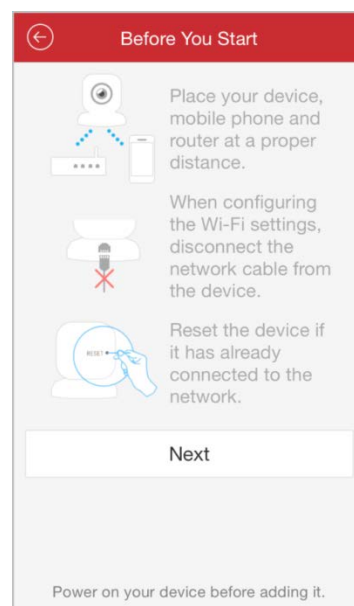 Before You Start
Place your device,
mobile phone and
router at a proper
distance.
When configuring
the Wi-Fi settings,
disconnect the
network cable from
the device.
RESET
Reset the device if
it has already
connected to the
network.
Next
Power on your device before adding it.